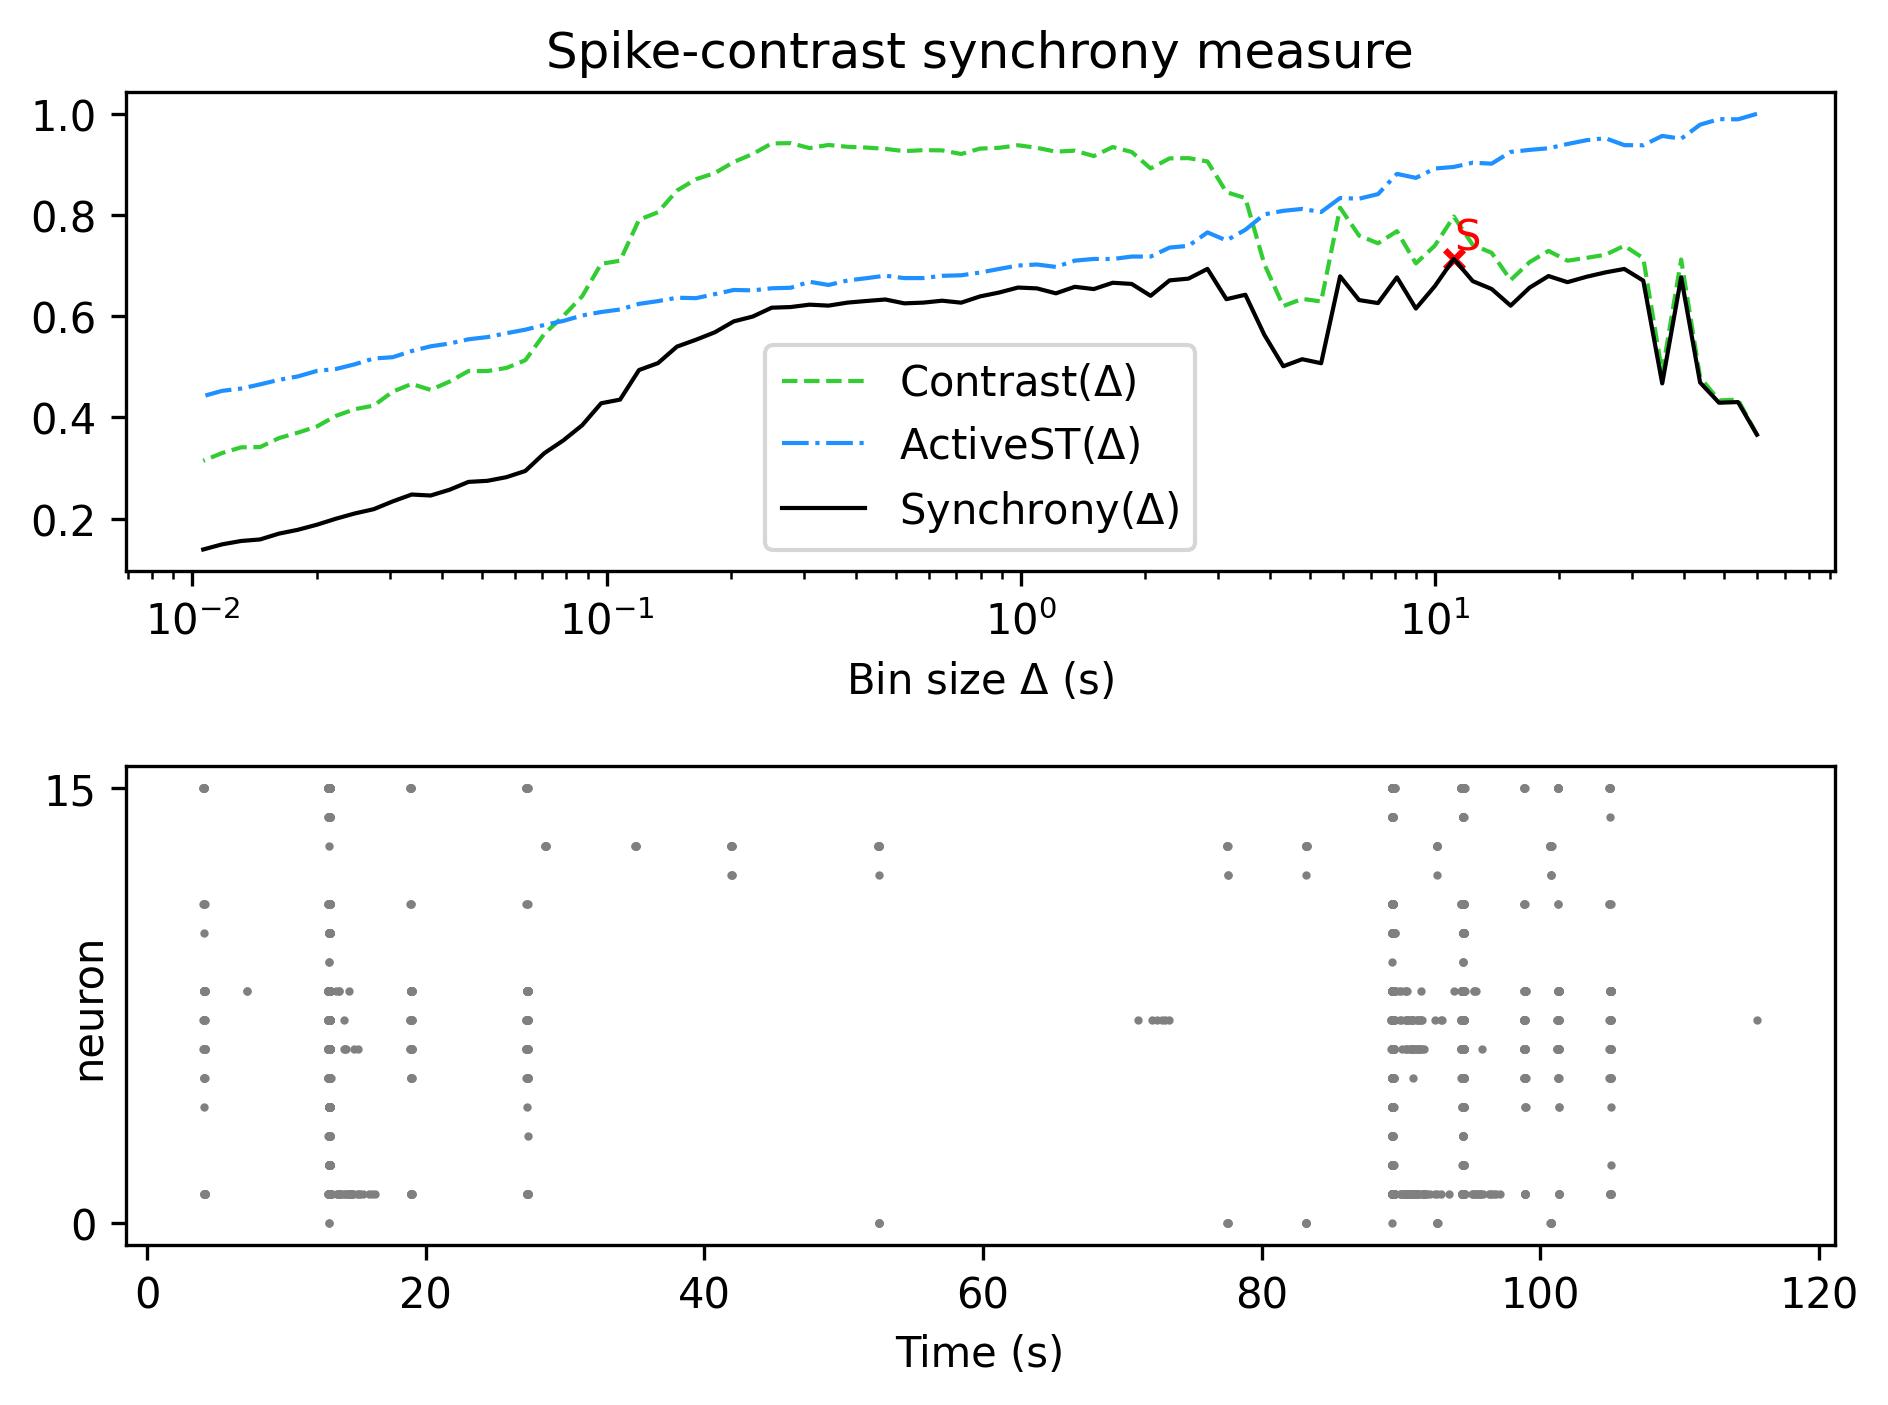 Spike-contrast synchrony measure
1.0
0.8
0.6
0.4
0.2
S
Contrast(Δ)
ActiveST(Δ)
Synchrony(Δ)
10⁻² 10⁻¹ 10⁰ 10¹
Bin size Δ (s)
15
neuron
0
0 20 40 60 80 100 120
Time (s)